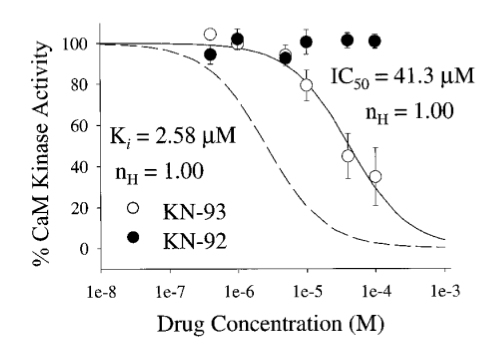 % CaM Kinase Activity
100
80
60
40
20
0
IC50 = 41.3 μM
nH = 1.00
Ki = 2.58 μM
nH = 1.00
KN-93
KN-92
1e-8 1e-7 1e-6 1e-5 1e-4 1e-3
Drug Concentration (M)